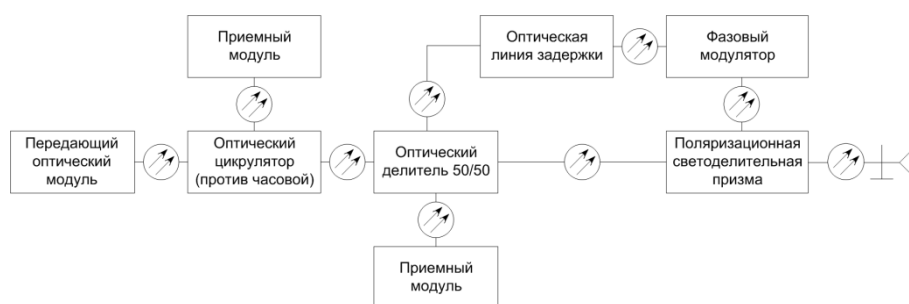 Приемный
модуль
Оптическая
линия задержки
Фазовый
модулятор
Передающий
оптический
модуль
Оптический
цикрулятор
(против часовой)
Оптический
делитель 50/50
Поляризационная
светоделительная
призма
Приемный
модуль